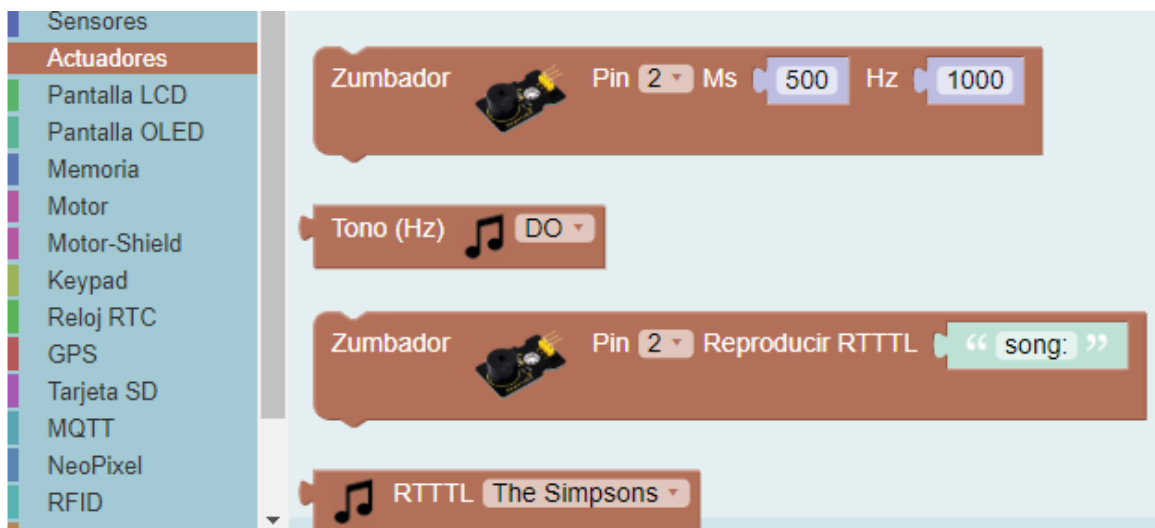 Sensores
Actuadores
Pantalla LCD
Pantalla OLED
Memoria
Motor
Motor-Shield
Keypad
Reloj RTC
GPS
Tarjeta SD
MQTT
NeoPixel
RFID
Zumbador Pin 2 Ms 500 Hz 1000
Tono (Hz) DO
Zumbador Pin 2 Reproducir RTTTL “ song: ”
RTTTL The Simpsons